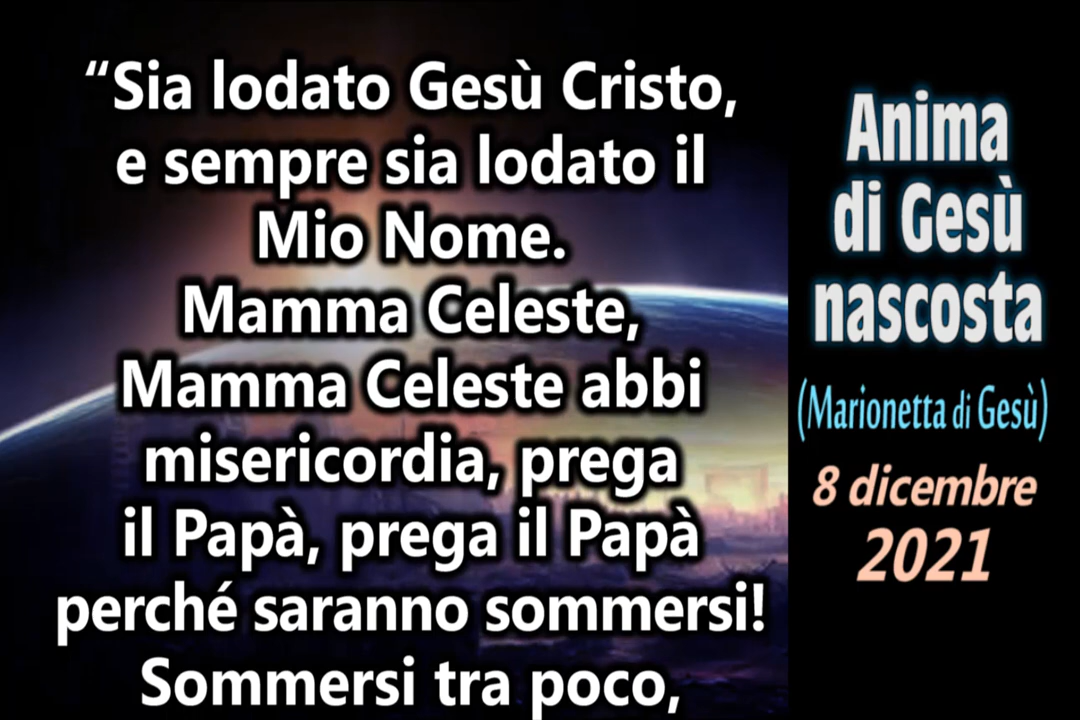 “Sia lodato Gesù Cristo,
e sempre sia lodato il
Mio Nome.
Mamma Celeste,
Mamma Celeste abbi
misericordia, prega
il Papà, prega il Papà
perché saranno sommersi!
Sommersi tra poco,
Anima
di Gesù
nascosta
(Marionetta di Gesù)
8 dicembre
2021